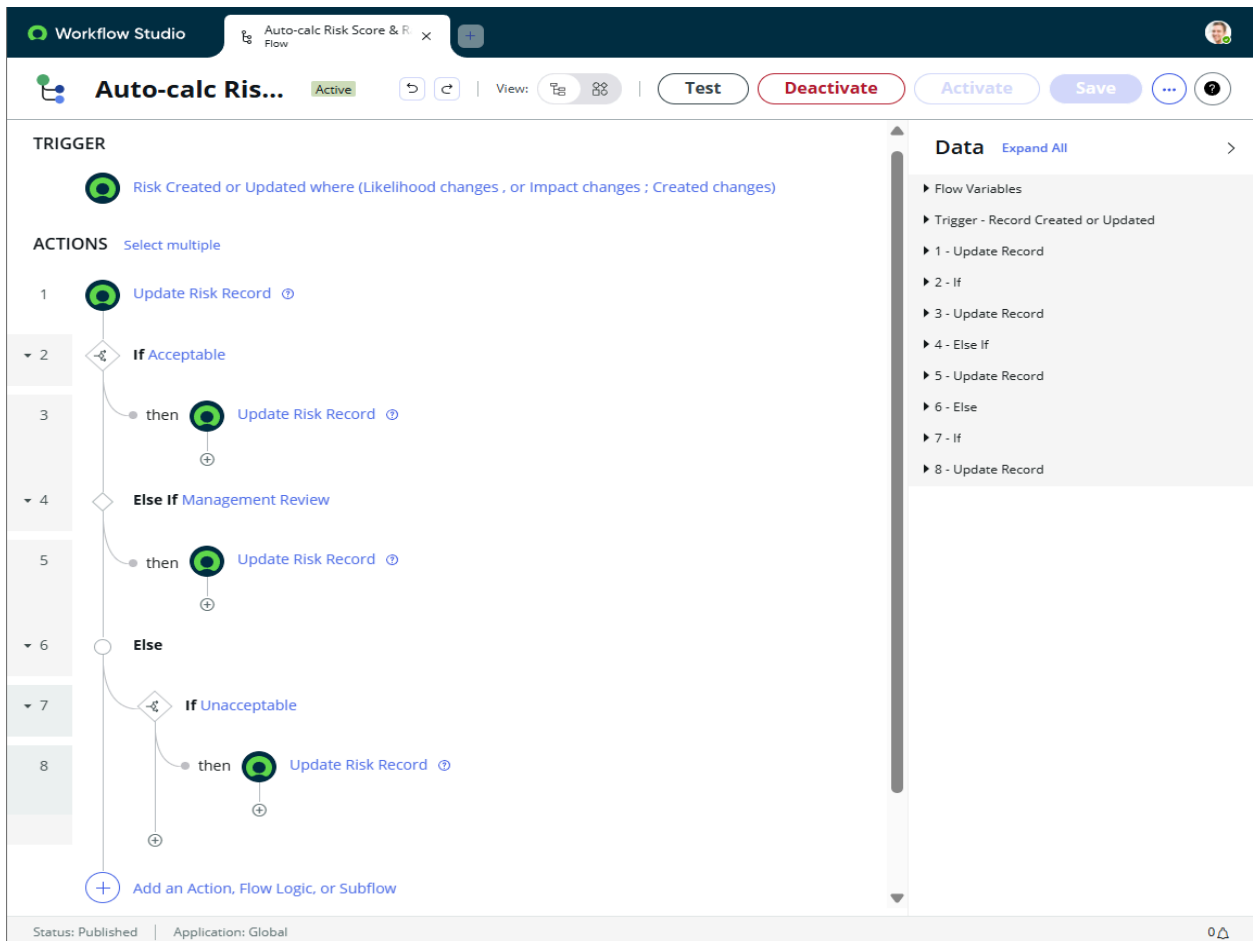 Workflow Studio
Auto-calc Risk Score & R
Flow
Auto-calc Ris...
Active
View:
Test
Deactivate
Activate
Save
TRIGGER
Risk Created or Updated where (Likelihood changes , or Impact changes ; Created changes)
ACTIONS Select multiple
1 Update Risk Record
2 If Acceptable
3 then Update Risk Record
4 Else If Management Review
5 then Update Risk Record
6 Else
7 If Unacceptable
8 then Update Risk Record
Add an Action, Flow Logic, or Subflow
Data Expand All
Flow Variables
Trigger - Record Created or Updated
1 - Update Record
2 - If
3 - Update Record
4 - Else If
5 - Update Record
6 - Else
7 - If
8 - Update Record
Status: Published | Application: Global
0